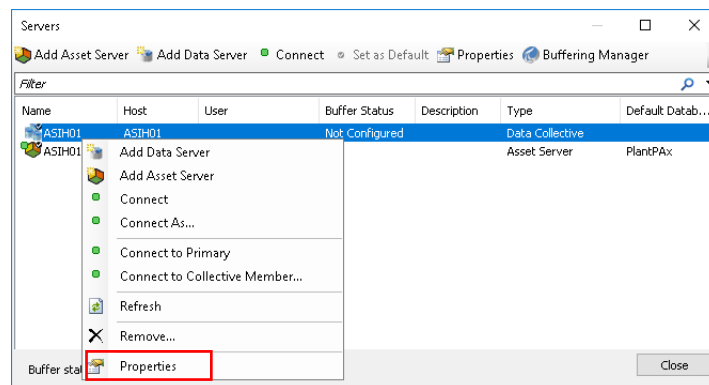 Servers
Add Asset Server Add Data Server Connect Set as Default Properties Buffering Manager
Filter
Name Host User Buffer Status Description Type Default Datab...
ASIH01 ASIH01 Not Configured Data Collective
ASIH01 Asset Server PlantPAx
Add Data Server
Add Asset Server
Connect
Connect As...
Connect to Primary
Connect to Collective Member...
Refresh
Remove...
Properties
Buffer sta
Close